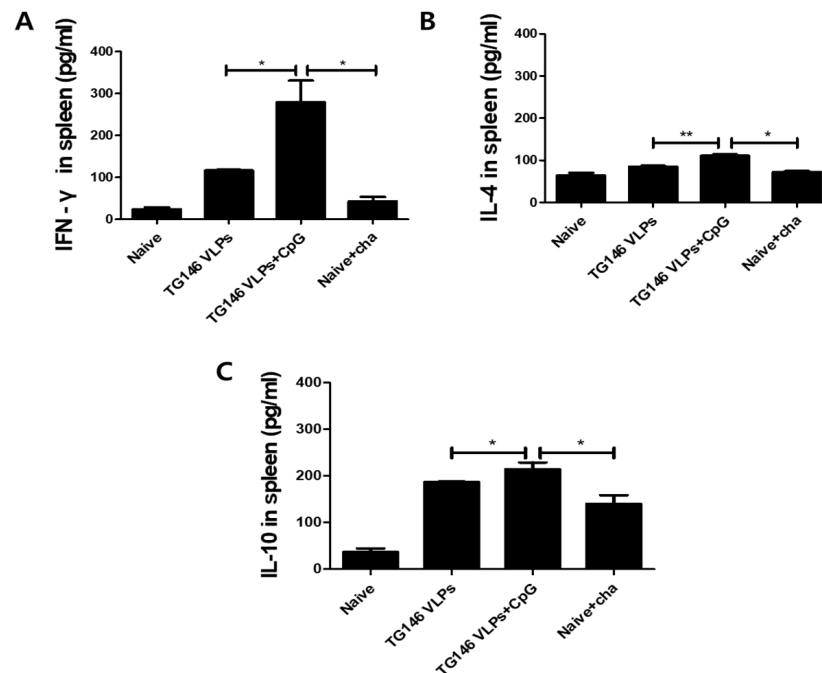 A
IFN - γ in spleen (pg/ml)
400
300
200
100
0
*
*
Naive
TG146 VLPs
TG146 VLPs+CpG
Naive+cha
B
IL-4 in spleen (pg/ml)
400
300
200
100
0
**
*
Naive
TG146 VLPs
TG146 VLPs+CpG
Naive+cha
C
IL-10 in spleen (pg/ml)
400
300
200
100
0
*
*
Naive
TG146 VLPs
TG146 VLPs+CpG
Naive+cha